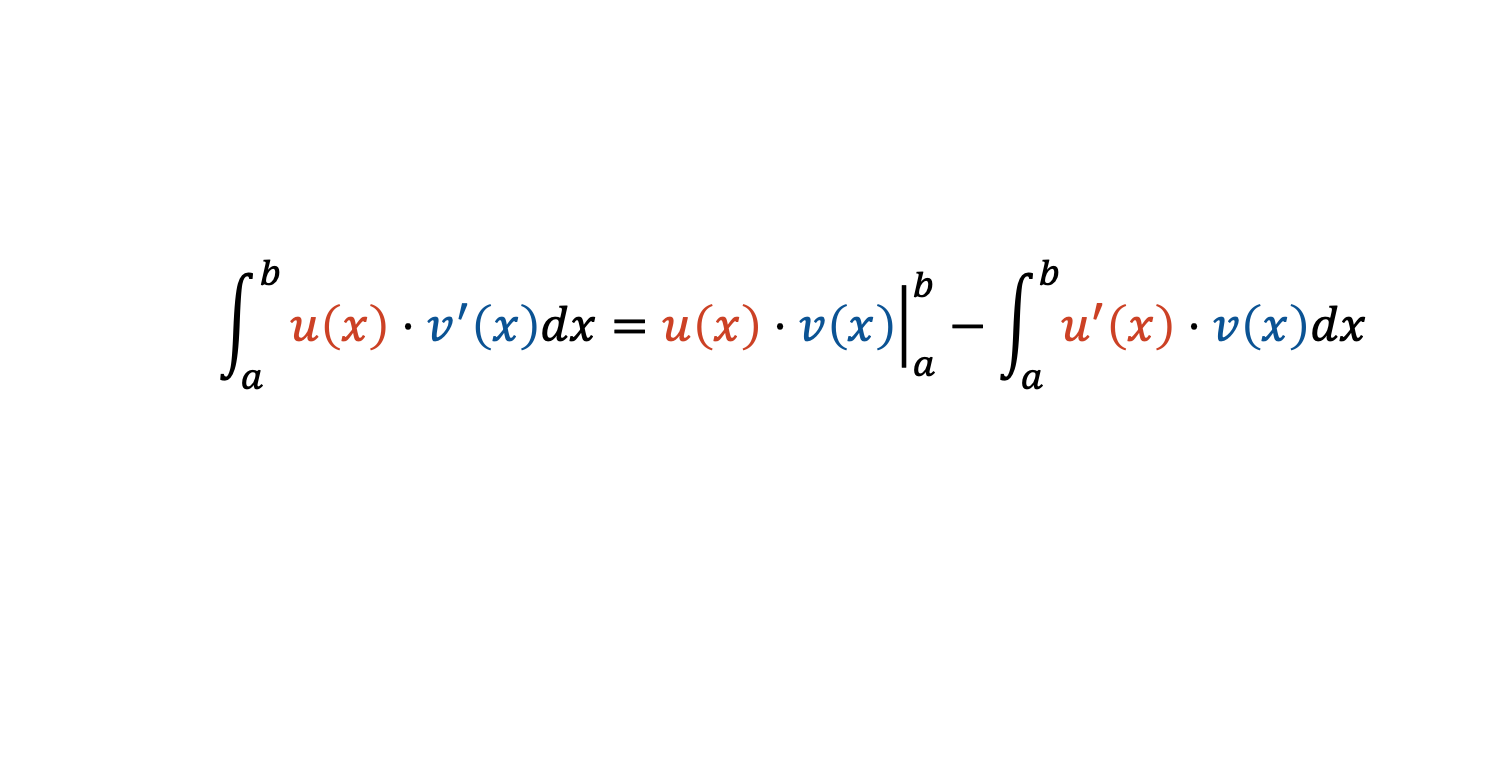 ∫_a^b u(x) · v′(x)dx = u(x) · v(x)|_a^b − ∫_a^b u′(x) · v(x)dx